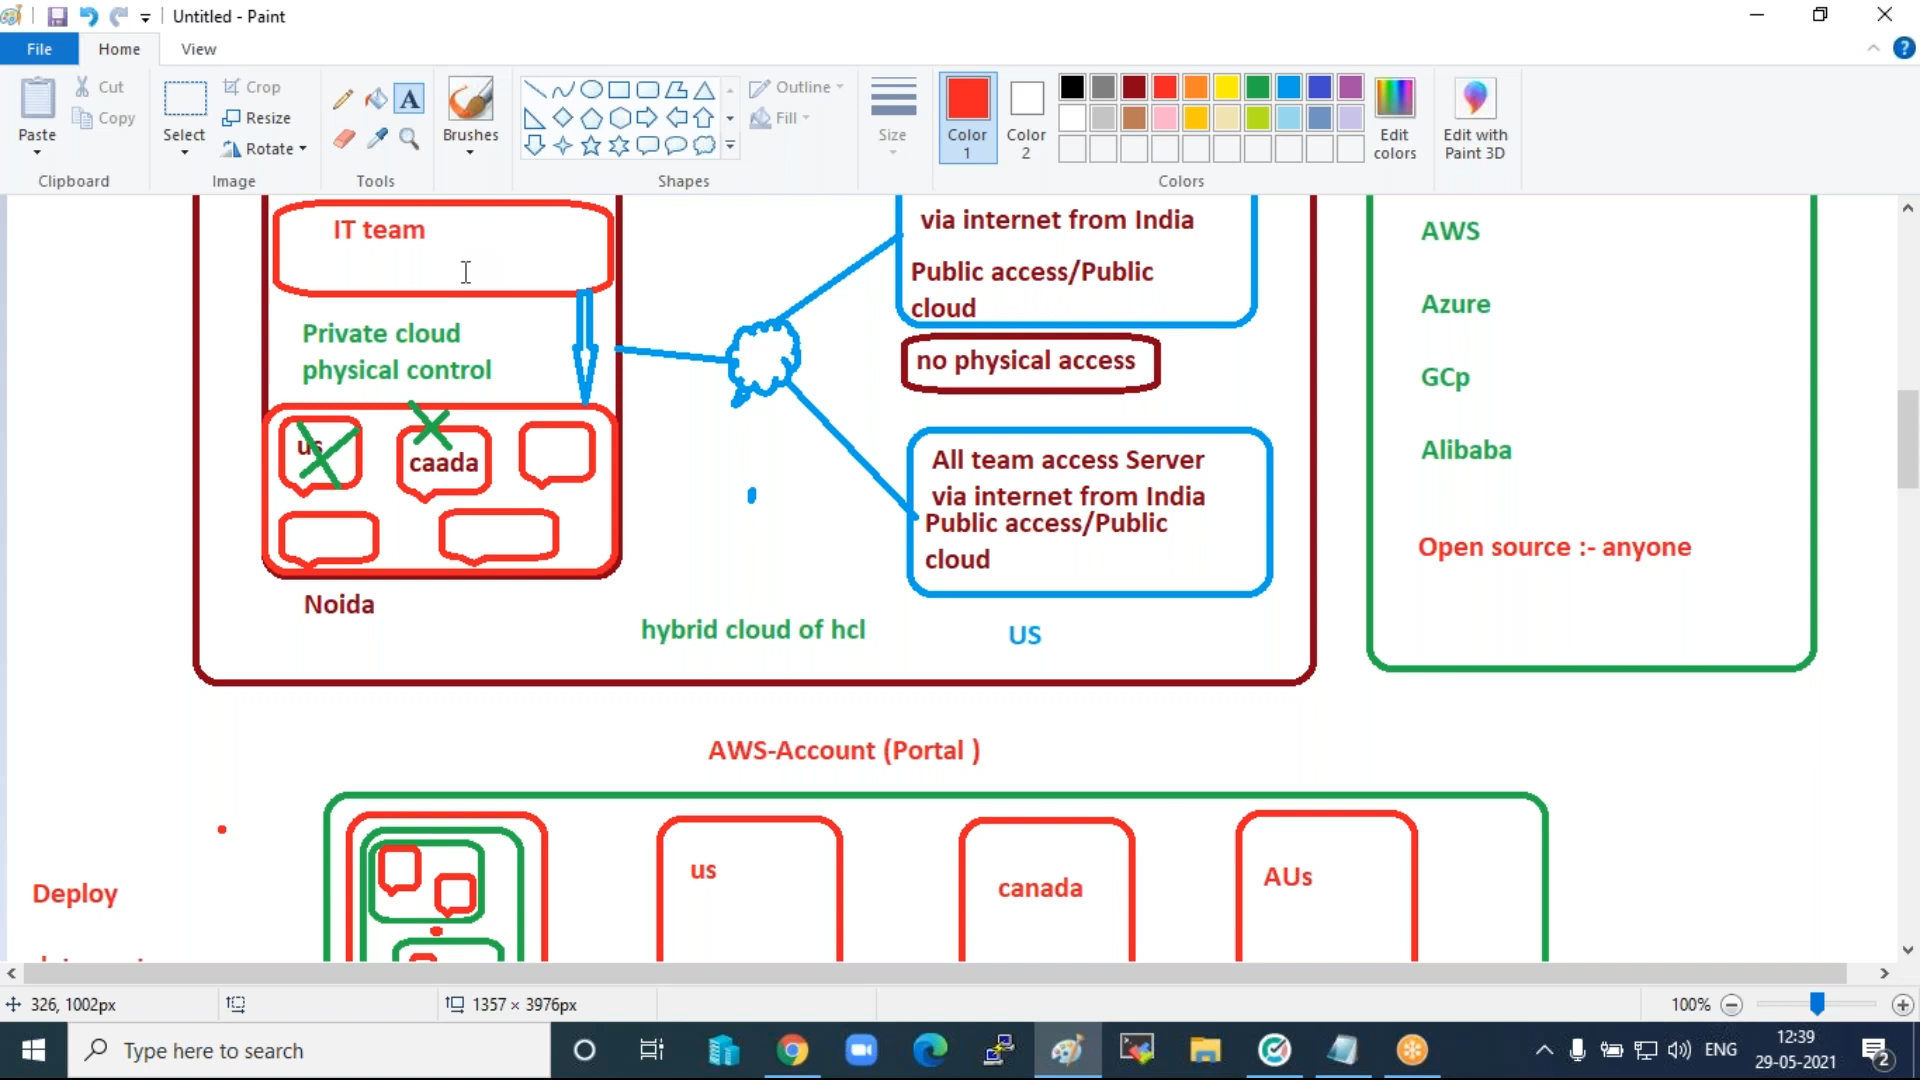 Untitled - Paint
File
Home
View
Paste
Cut
Copy
Clipboard
Select
Crop
Resize
Rotate
Image
A
Tools
Brushes
Shapes
Outline
Fill
Size
Color
1
Color
2
Edit
colors
Edit with
Paint 3D
Colors
IT team
Private cloud
physical control
us
caada
Noida
via internet from India
Public access/Public
cloud
no physical access
All team access Server
via internet from India
Public access/Public
cloud
hybrid cloud of hcl
US
AWS
Azure
GCp
Alibaba
Open source :- anyone
AWS-Account (Portal )
us
canada
AUs
Deploy
326, 1002px
1357 × 3976px
100%
Type here to search
ENG
12:39
29-05-2021
2